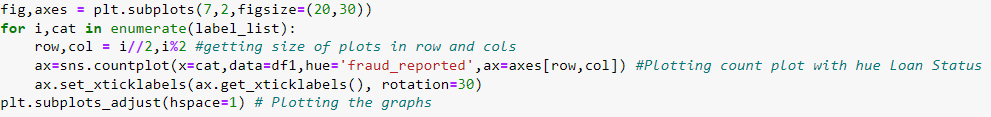 fig,axes = plt.subplots(7,2,figsize=(20,30))
for i,cat in enumerate(label_list):
    row,col = i//2,i%2 #getting size of plots in row and cols
    ax=sns.countplot(x=cat,data=df1,hue='fraud_reported',ax=axes[row,col]) #Plotting count plot with hue Loan Status
    ax.set_xticklabels(ax.get_xticklabels(), rotation=30)
plt.subplots_adjust(hspace=1) # Plotting the graphs